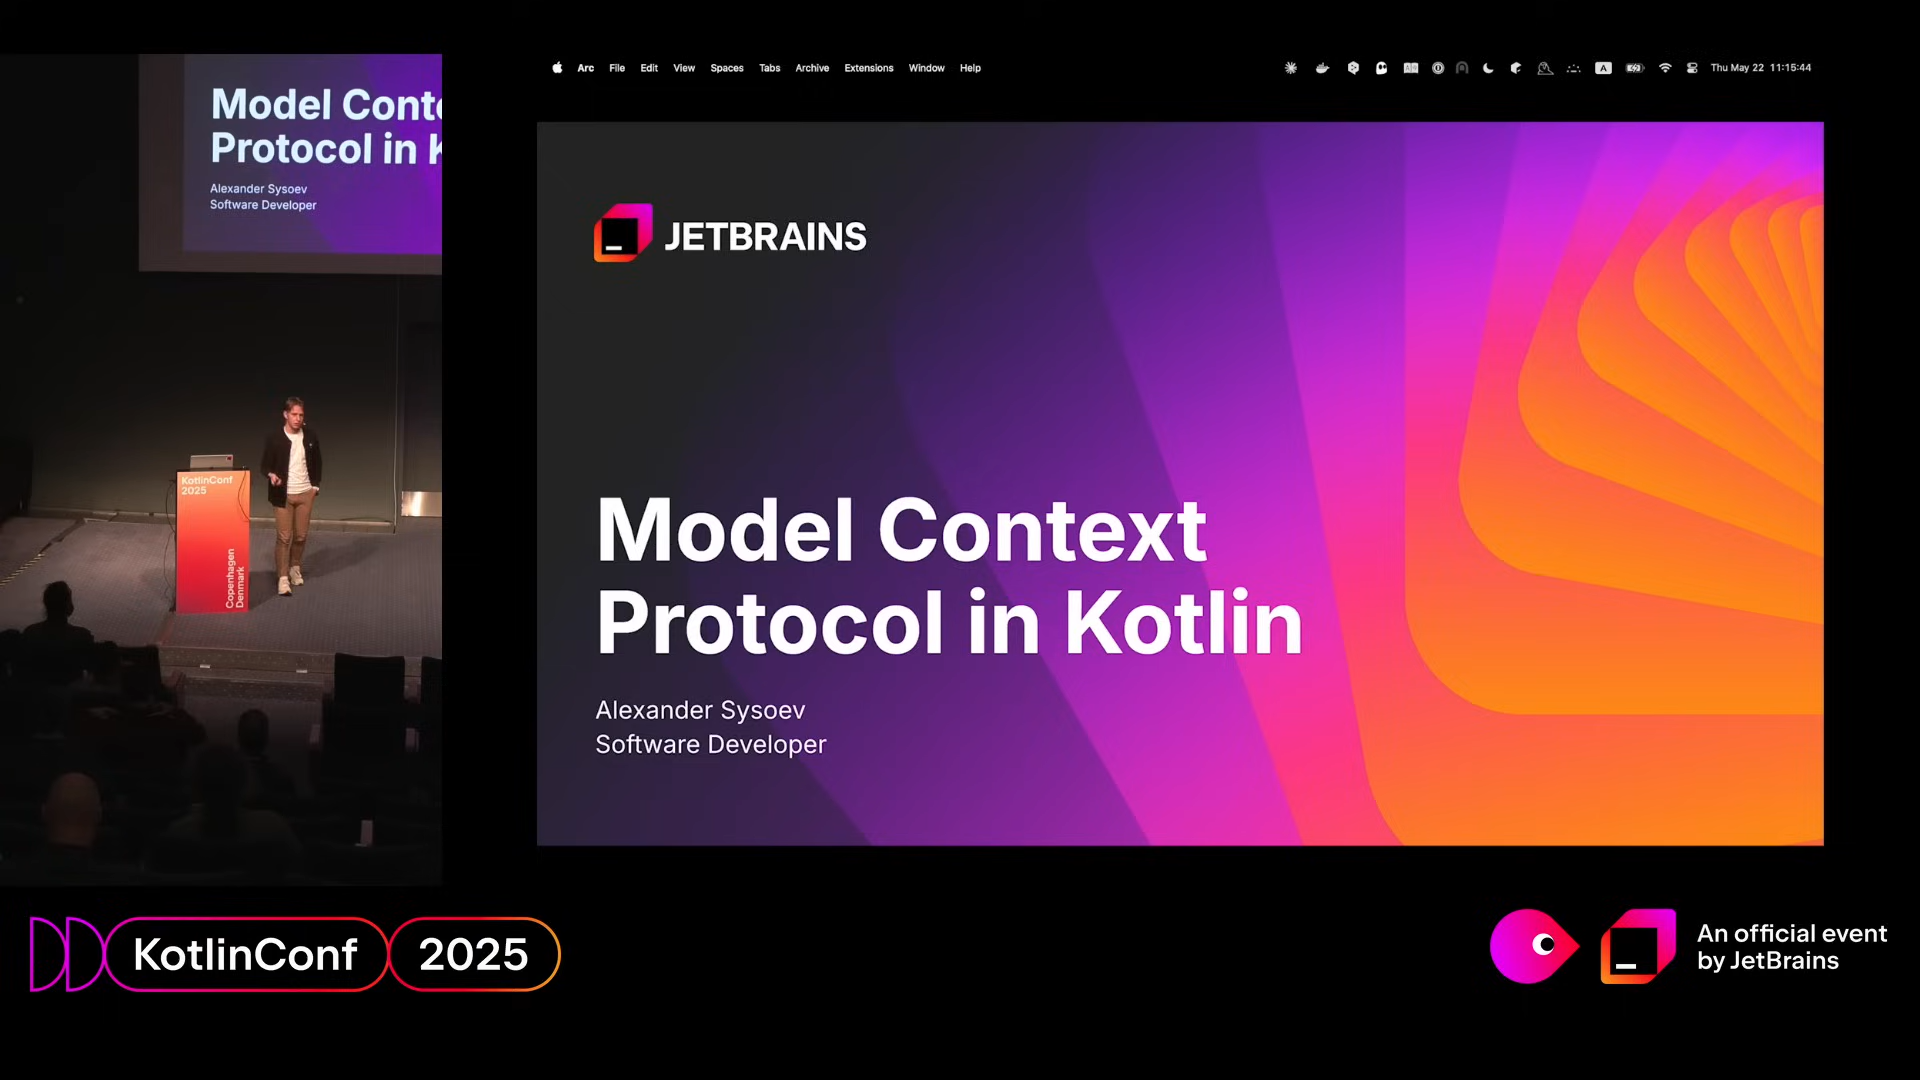 Model Conte
Protocol in K
Alexander Sysoev
Software Developer
KotlinConf
2025
Copenhagen
Denmark
Arc File Edit View Spaces Tabs Archive Extensions Window Help
A
Thu May 22 11:15:44
JETBRAINS
Model Context
Protocol in Kotlin
Alexander Sysoev
Software Developer
KotlinConf 2025
An official event
by JetBrains